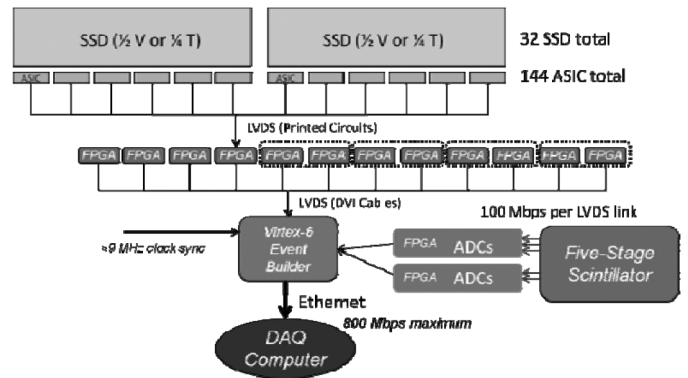 SSD (½ V or ¼ T) SSD (½ V or ¼ T) 32 SSD total
ASIC ASIC 144 ASIC total
LVDS (Printed Circuits)
FPGA FPGA FPGA FPGA FPGA FPGA FPGA FPGA FPGA FPGA FPGA FPGA
LVDS (DVI Cables)
100 Mbps per LVDS link
≈9 MHz clock sync
Virtex-6
Event
Builder
FPGA ADCs
FPGA ADCs
Five-Stage
Scintillator
Ethernet
800 Mbps maximum
DAQ
Computer